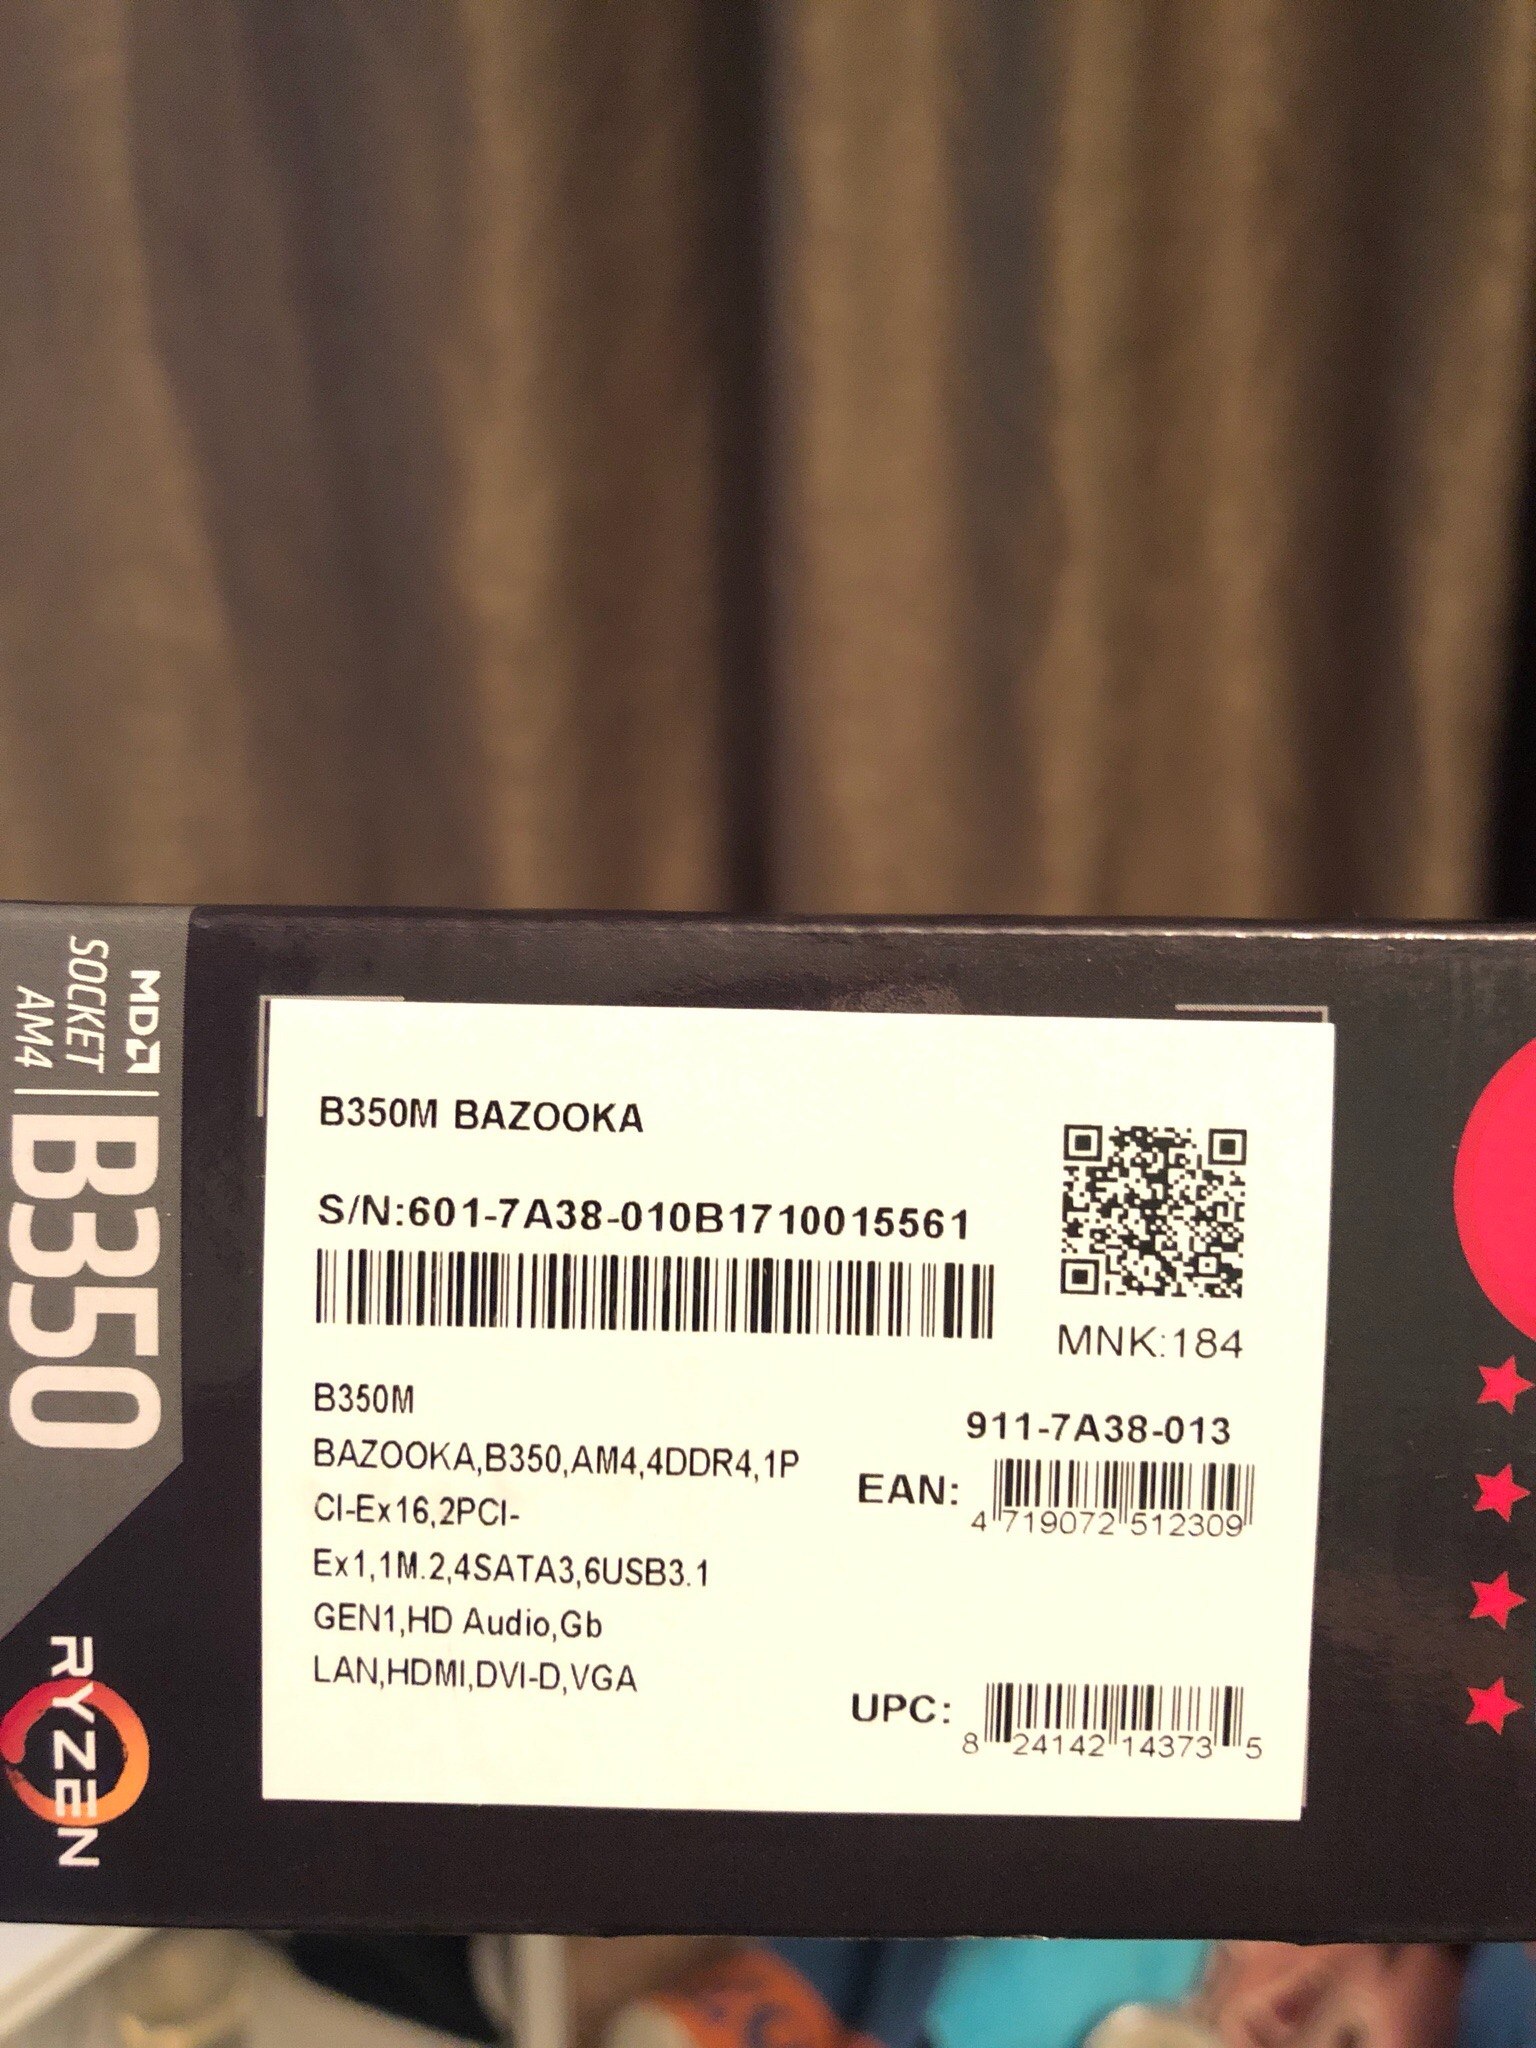 AMD
SOCKET
AM4
B350
RYZEN
B350M BAZOOKA
S/N:601-7A38-010B1710015561
MNK:184
B350M
BAZOOKA,B350,AM4,4DDR4,1P
CI-Ex16,2PCI-
Ex1,1M.2,4SATA3,6USB3.1
GEN1,HD Audio,Gb
LAN,HDMI,DVI-D,VGA
911-7A38-013
EAN: 4 719072 512309
UPC: 8 24142 14373 5